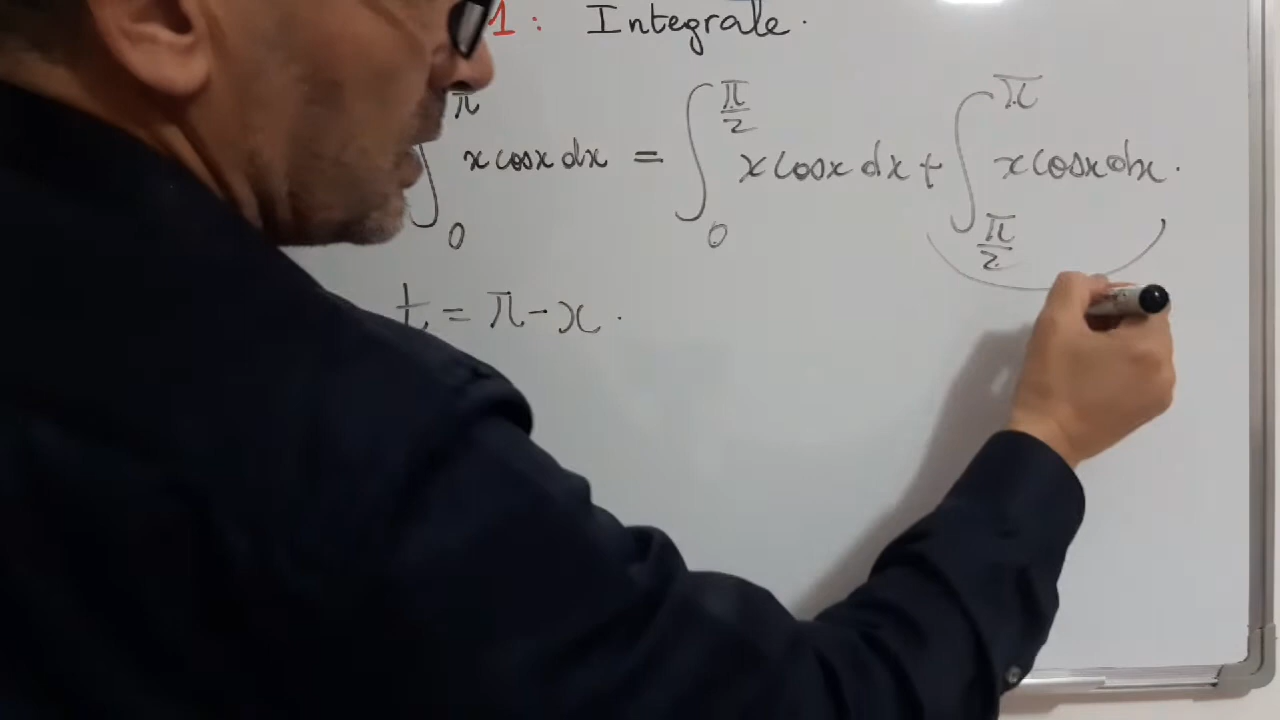 1: Integrale.
∫₀^π x cosx dx = ∫₀^{π/2} x cosx dx + ∫_{π/2}^π x cosx dx.
t = π - x.